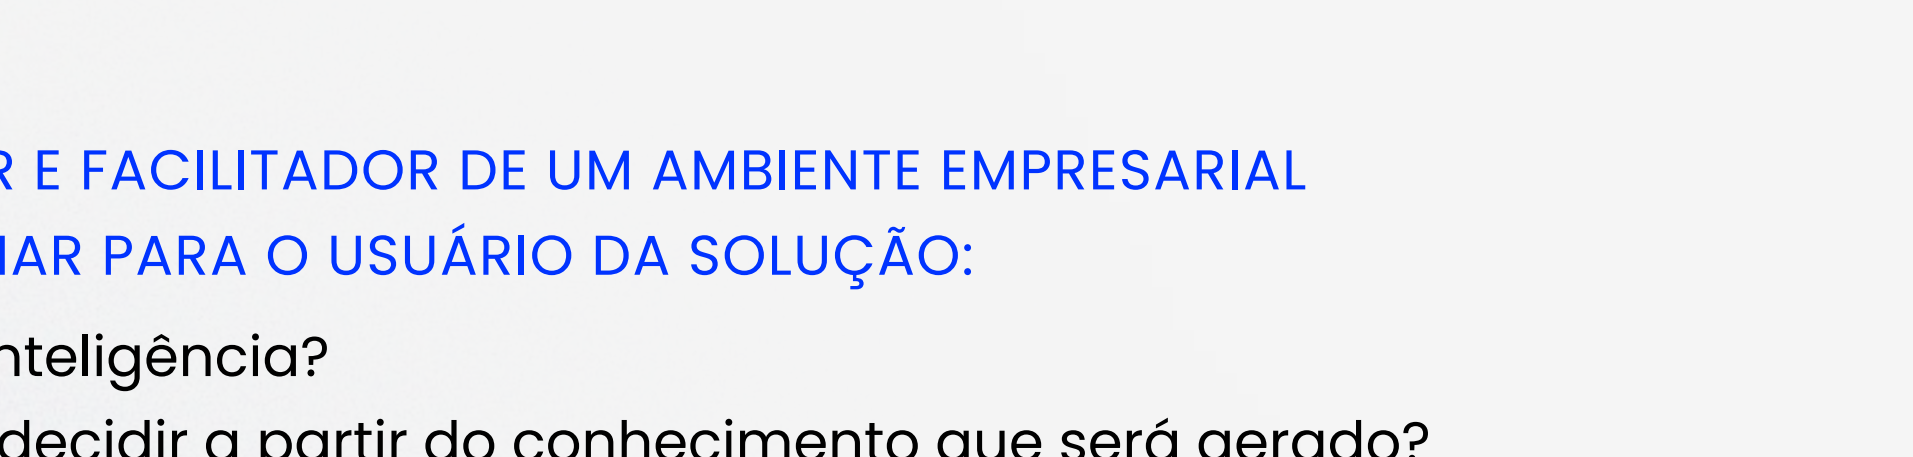 R E FACILITADOR DE UM AMBIENTE EMPRESARIAL
IAR PARA O USUÁRIO DA SOLUÇÃO:
nteligência?
decidir a partir do conhecimento que será gerado?